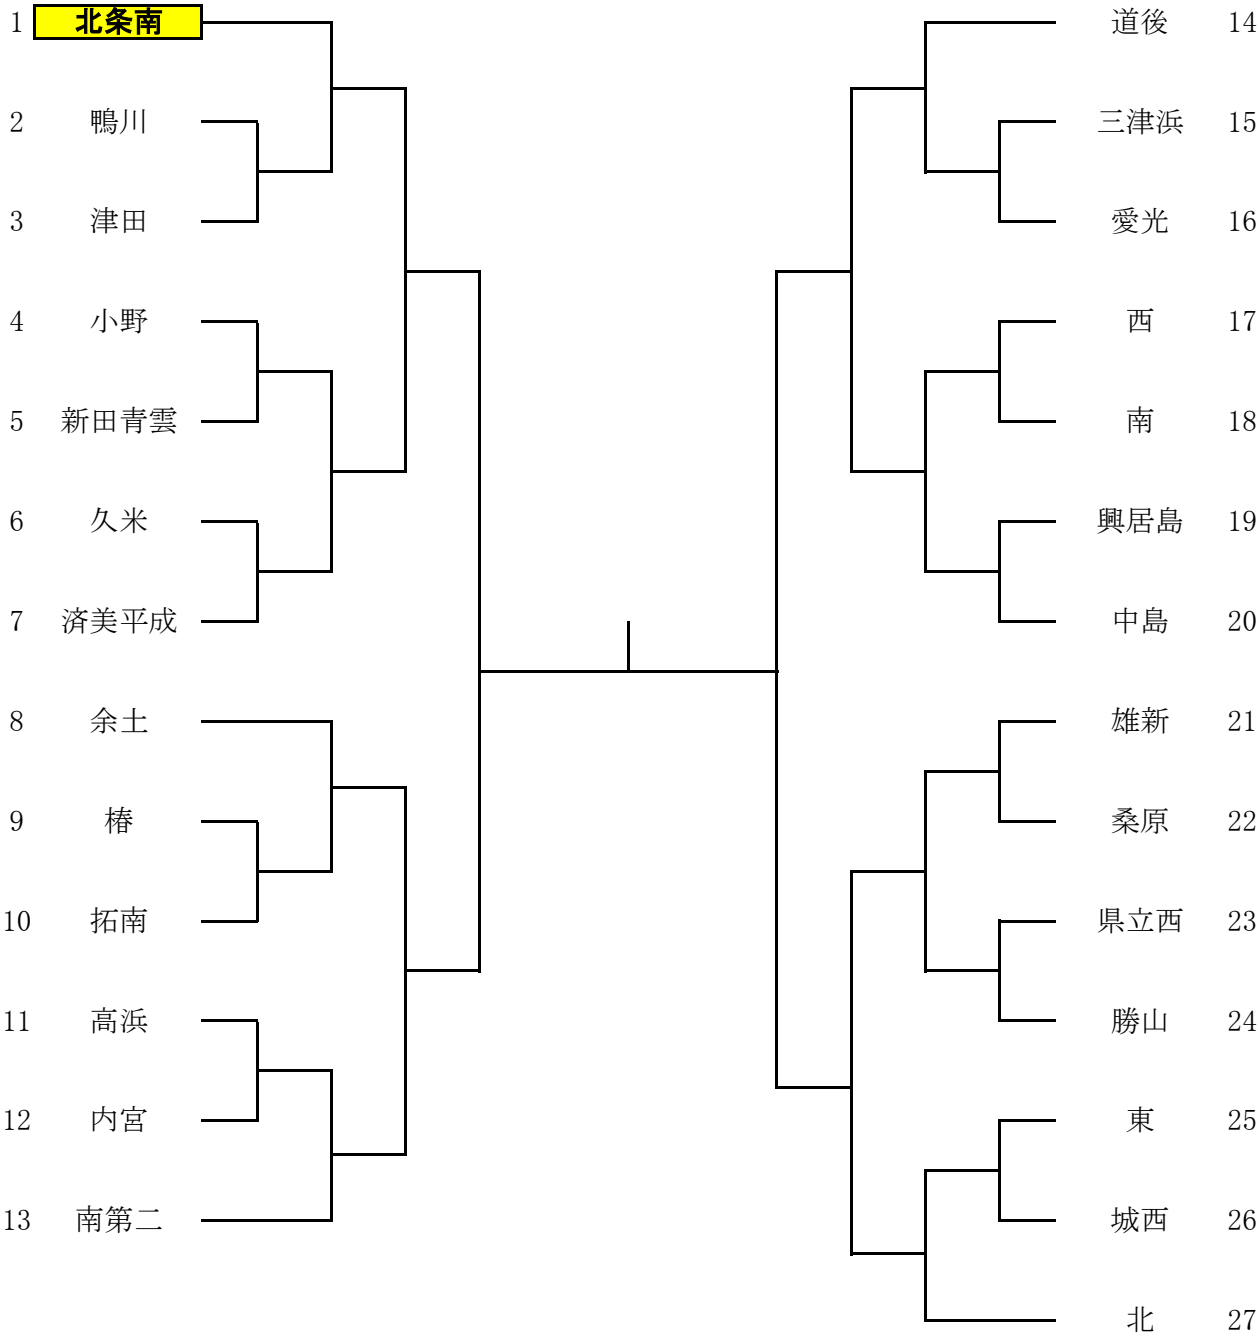 1 北条南
2 鴨川
3 津田
4 小野
5 新田青雲
6 久米
7 済美平成
8 余土
9 椿
10 拓南
11 高浜
12 内宮
13 南第二
道後 14
三津浜 15
愛光 16
西 17
南 18
興居島 19
中島 20
雄新 21
桑原 22
県立西 23
勝山 24
東 25
城西 26
北 27